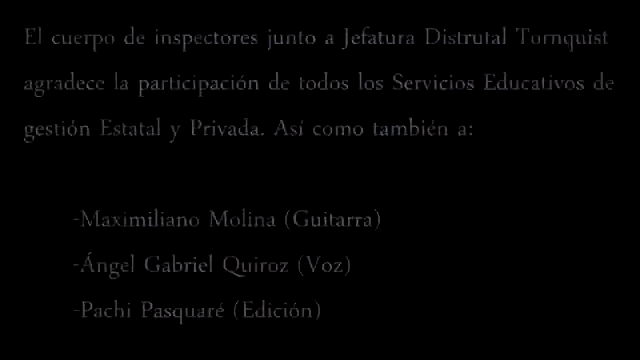 El cuerpo de inspectores junto a Jefatura Distrutal Tornquist
agradece la participación de todos los Servicios Educativos de
gestión Estatal y Privada. Así como también a:
-Maximiliano Molina (Guitarra)
-Ángel Gabriel Quiroz (Voz)
-Pachi Pasquaré (Edición)